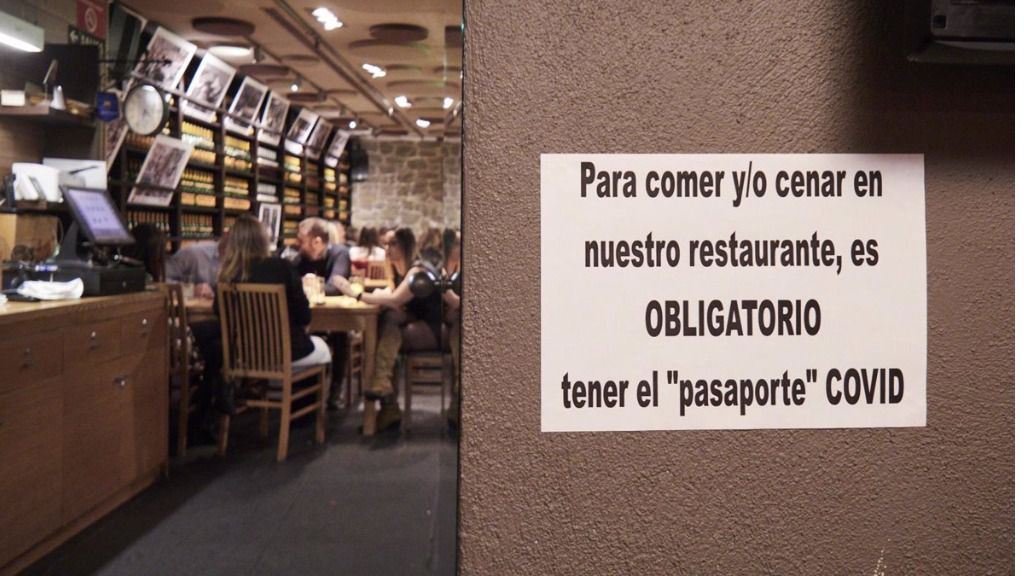 Para comer y/o cenar en
nuestro restaurante, es
OBLIGATORIO
tener el "pasaporte" COVID